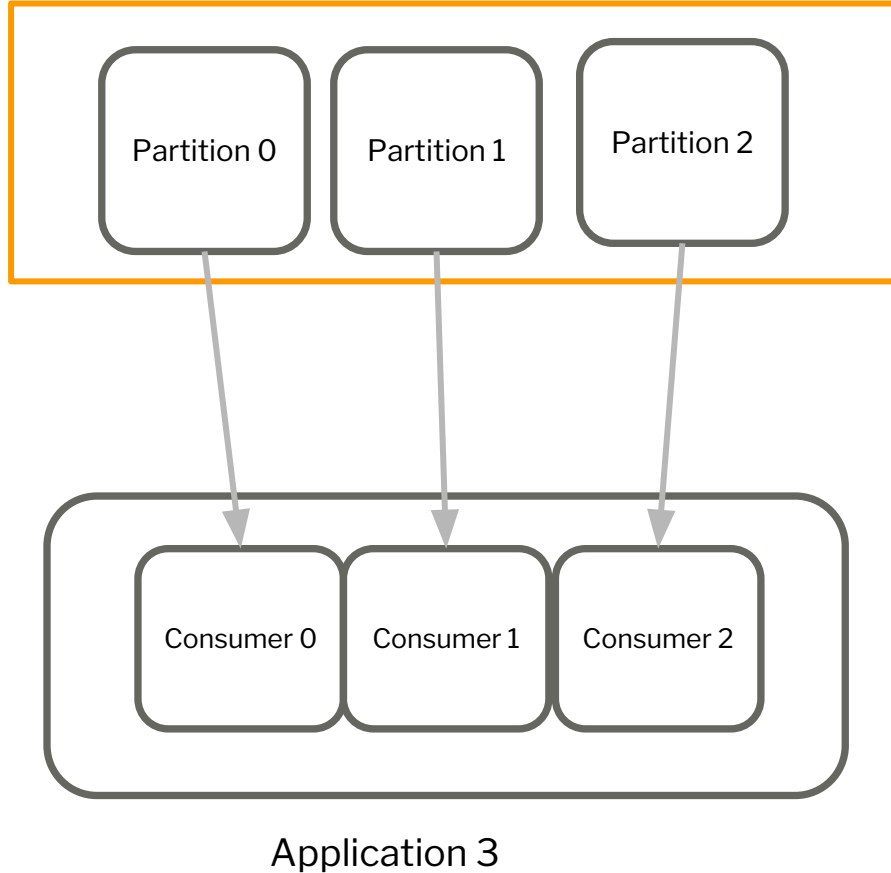 Partition 0
Partition 1
Partition 2
Consumer 0
Consumer 1
Consumer 2
Application 3